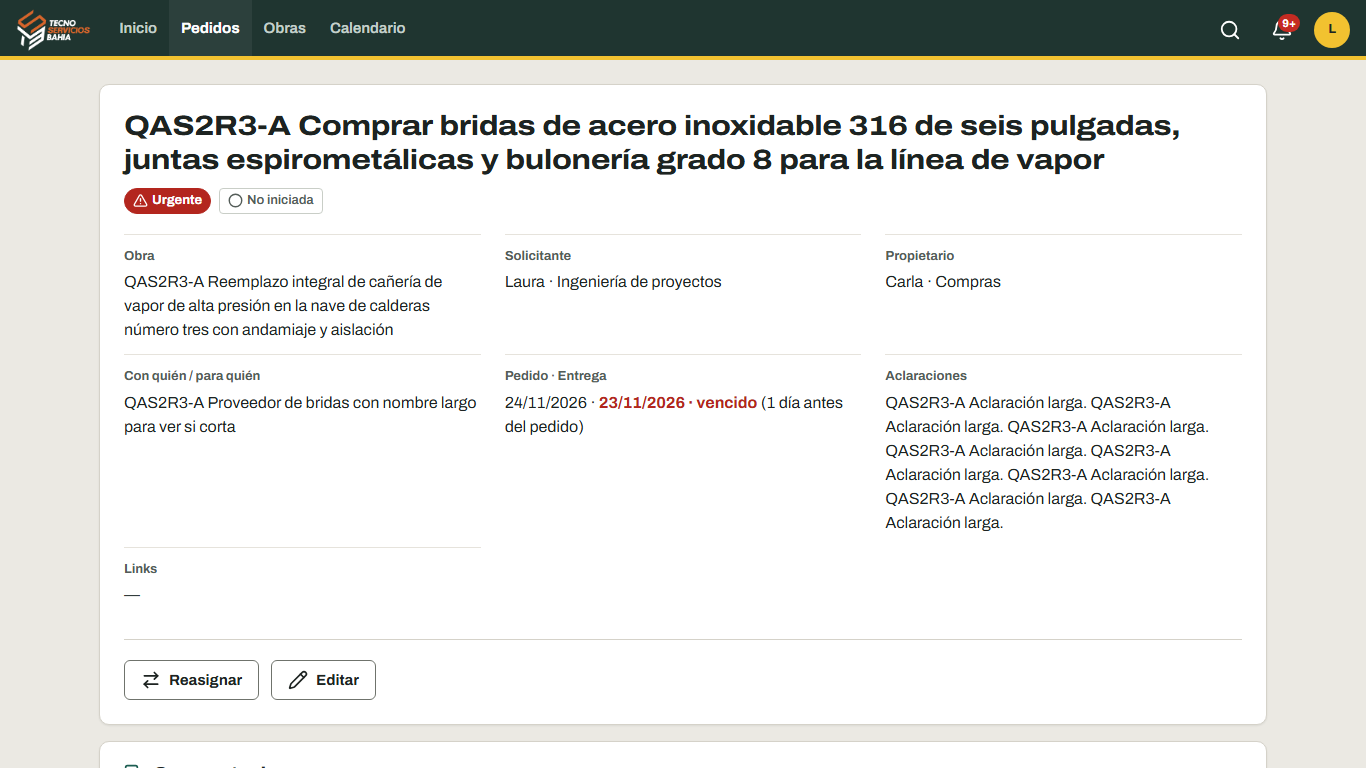 TECNO
SERVICIOS
BAHIA
Inicio
Pedidos
Obras
Calendario
9+
L
QAS2R3-A Comprar bridas de acero inoxidable 316 de seis pulgadas,
juntas espirometálicas y bulonería grado 8 para la línea de vapor
Urgente
No iniciada
Obra
QAS2R3-A Reemplazo integral de cañería de
vapor de alta presión en la nave de calderas
número tres con andamiaje y aislación
Solicitante
Laura · Ingeniería de proyectos
Propietario
Carla · Compras
Con quién / para quién
QAS2R3-A Proveedor de bridas con nombre largo
para ver si corta
Pedido · Entrega
24/11/2026 · 23/11/2026 · vencido (1 día antes
del pedido)
Aclaraciones
QAS2R3-A Aclaración larga. QAS2R3-A
Aclaración larga. QAS2R3-A Aclaración larga.
QAS2R3-A Aclaración larga. QAS2R3-A
Aclaración larga. QAS2R3-A Aclaración larga.
QAS2R3-A Aclaración larga. QAS2R3-A
Aclaración larga.
Links
—
Reasignar
Editar